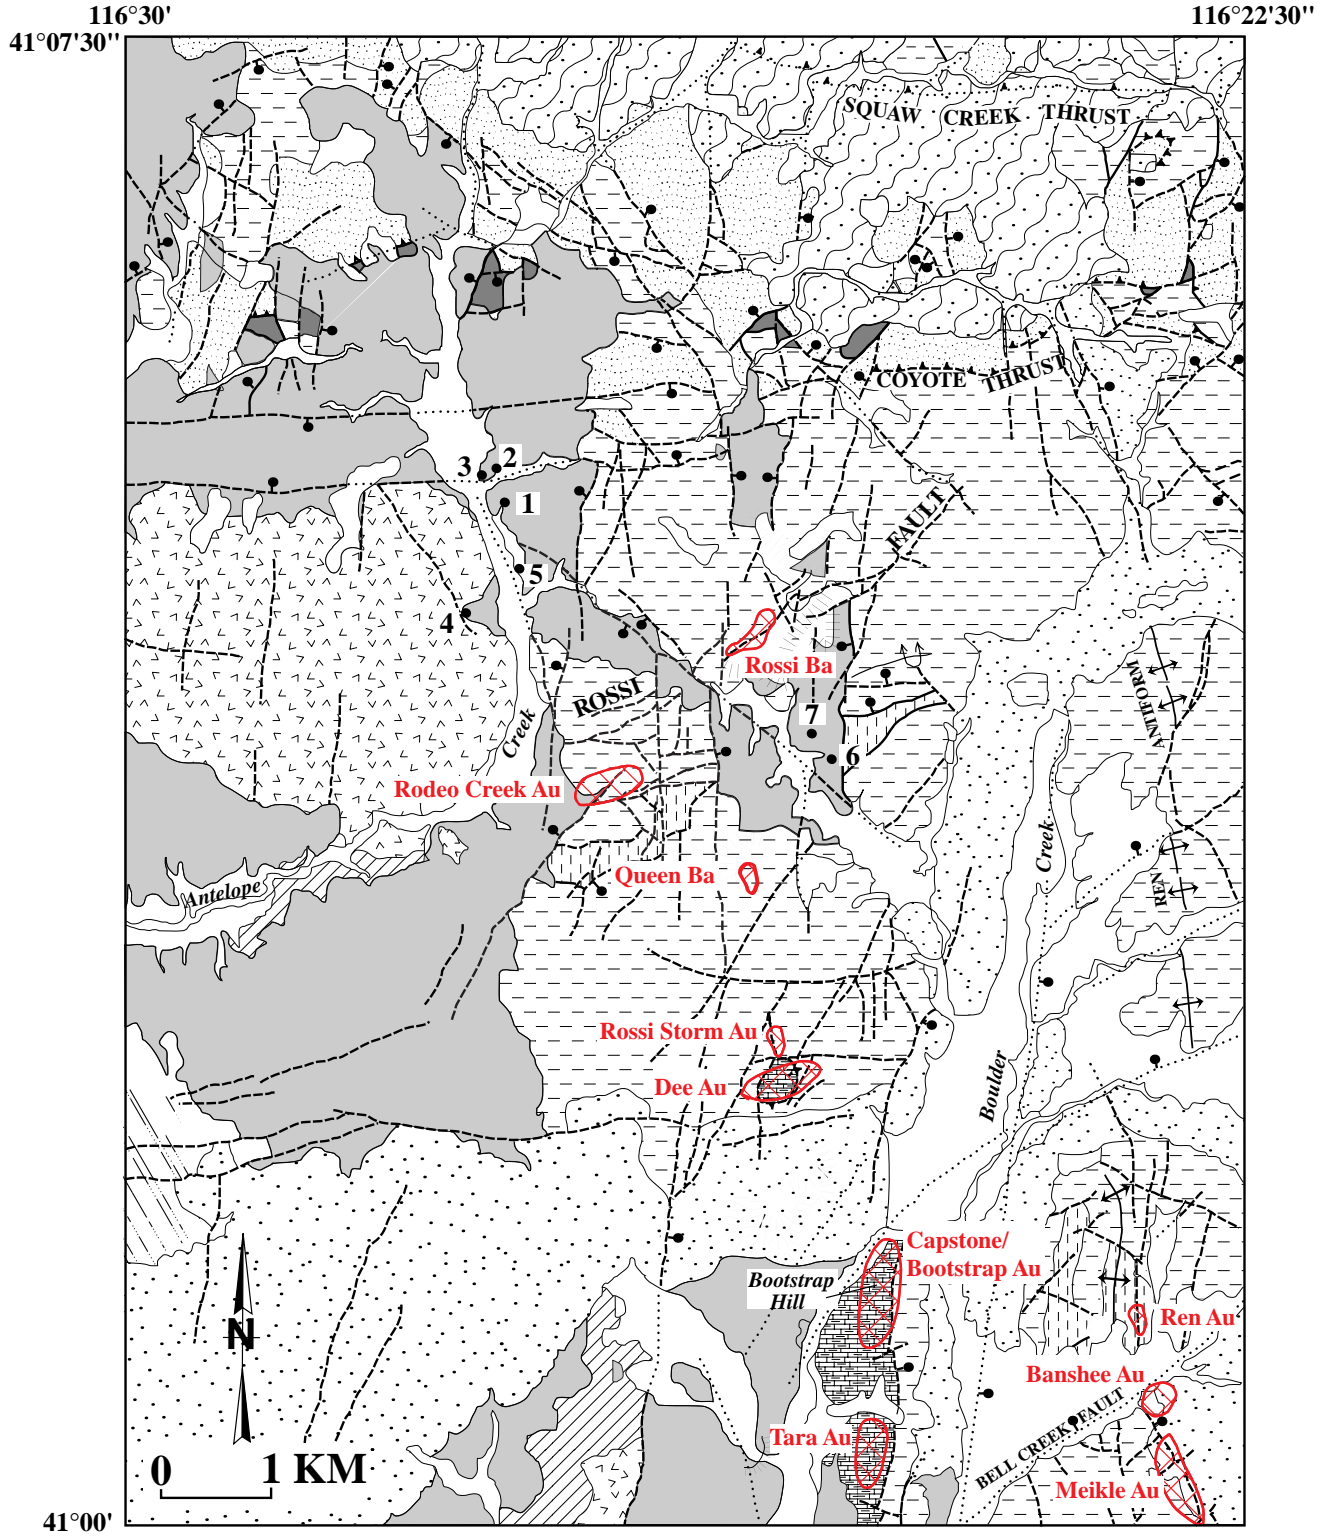 116°30'
116°22'30"
41°07'30"
SQUAW CREEK THRUST
COYOTE THRUST
3
2
1
5
4
FAULT
Rossi Ba
ROSSI
7
6
Creek
Rodeo Creek Au
Queen Ba
Antelope
Creek
ANTIFORM
REN
Rossi Storm Au
Dee Au
Boulder
Capstone/
Bootstrap Au
Bootstrap
Hill
Ren Au
Banshee Au
BELL CREEK FAULT
Tara Au
Meikle Au
N
0 1 KM
41°00'